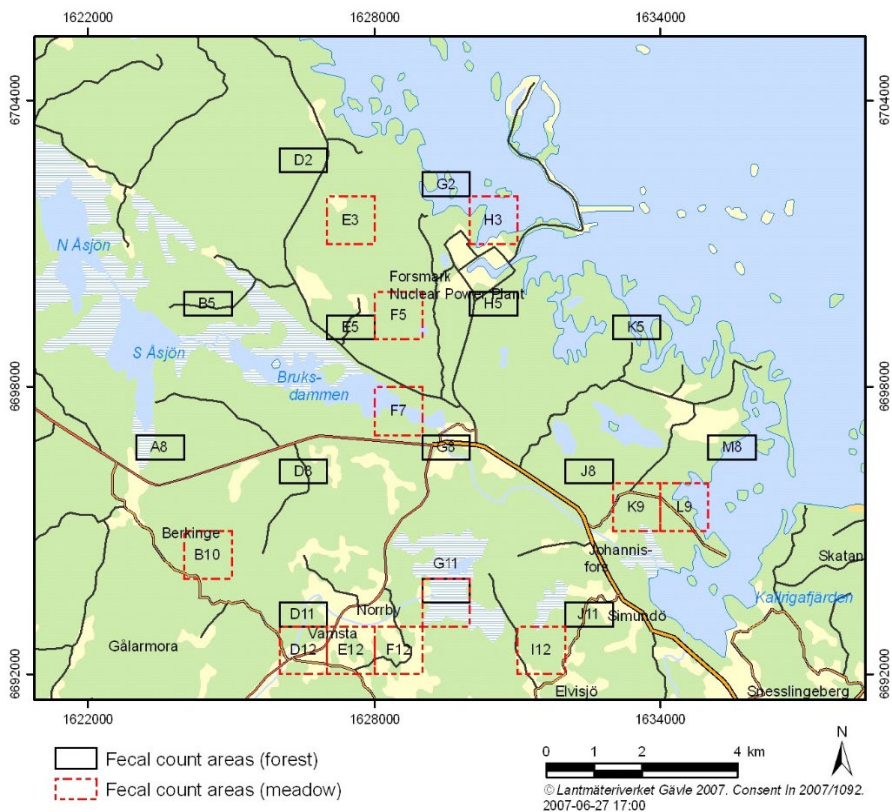 1622000 1628000 1634000
6704000 6704000
D2
G2
E3 H3
N Åsjön
Forsmark
Nuclear Power Plant
B5 H5
F5
E5 K5
S Åsjön
Bruks-
dammen
6698000 6698000
F7
A8 G8 M8
D8 J8
K9 L9
Berkinge
B10
Johannis-
fors
Skatan
G11
Kallrigafjärden
D11 Norrby J11 Simundö
Vamsta
Gålarmora D12 E12 F12 I12
6692000 6692000
Elvisjö Snesslingeberg
1622000 1628000 1634000
Fecal count areas (forest)
Fecal count areas (meadow)
0 1 2 4 km
N
© Lantmäteriverket Gävle 2007. Consent In 2007/1092.
2007-06-27 17:00